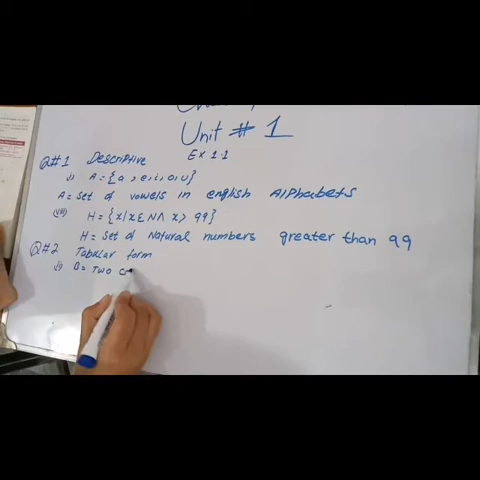 Unit # 1
Ex 1.1
Q#1 Descriptive
i) A = {a, e, i, o, u}
A = Set of vowels in english Alphabets
(viii) H = {x|x ∈ N ∧ x > 99}
H = Set of Natural numbers greater than 99
Q#2 Tabular form
B = Two